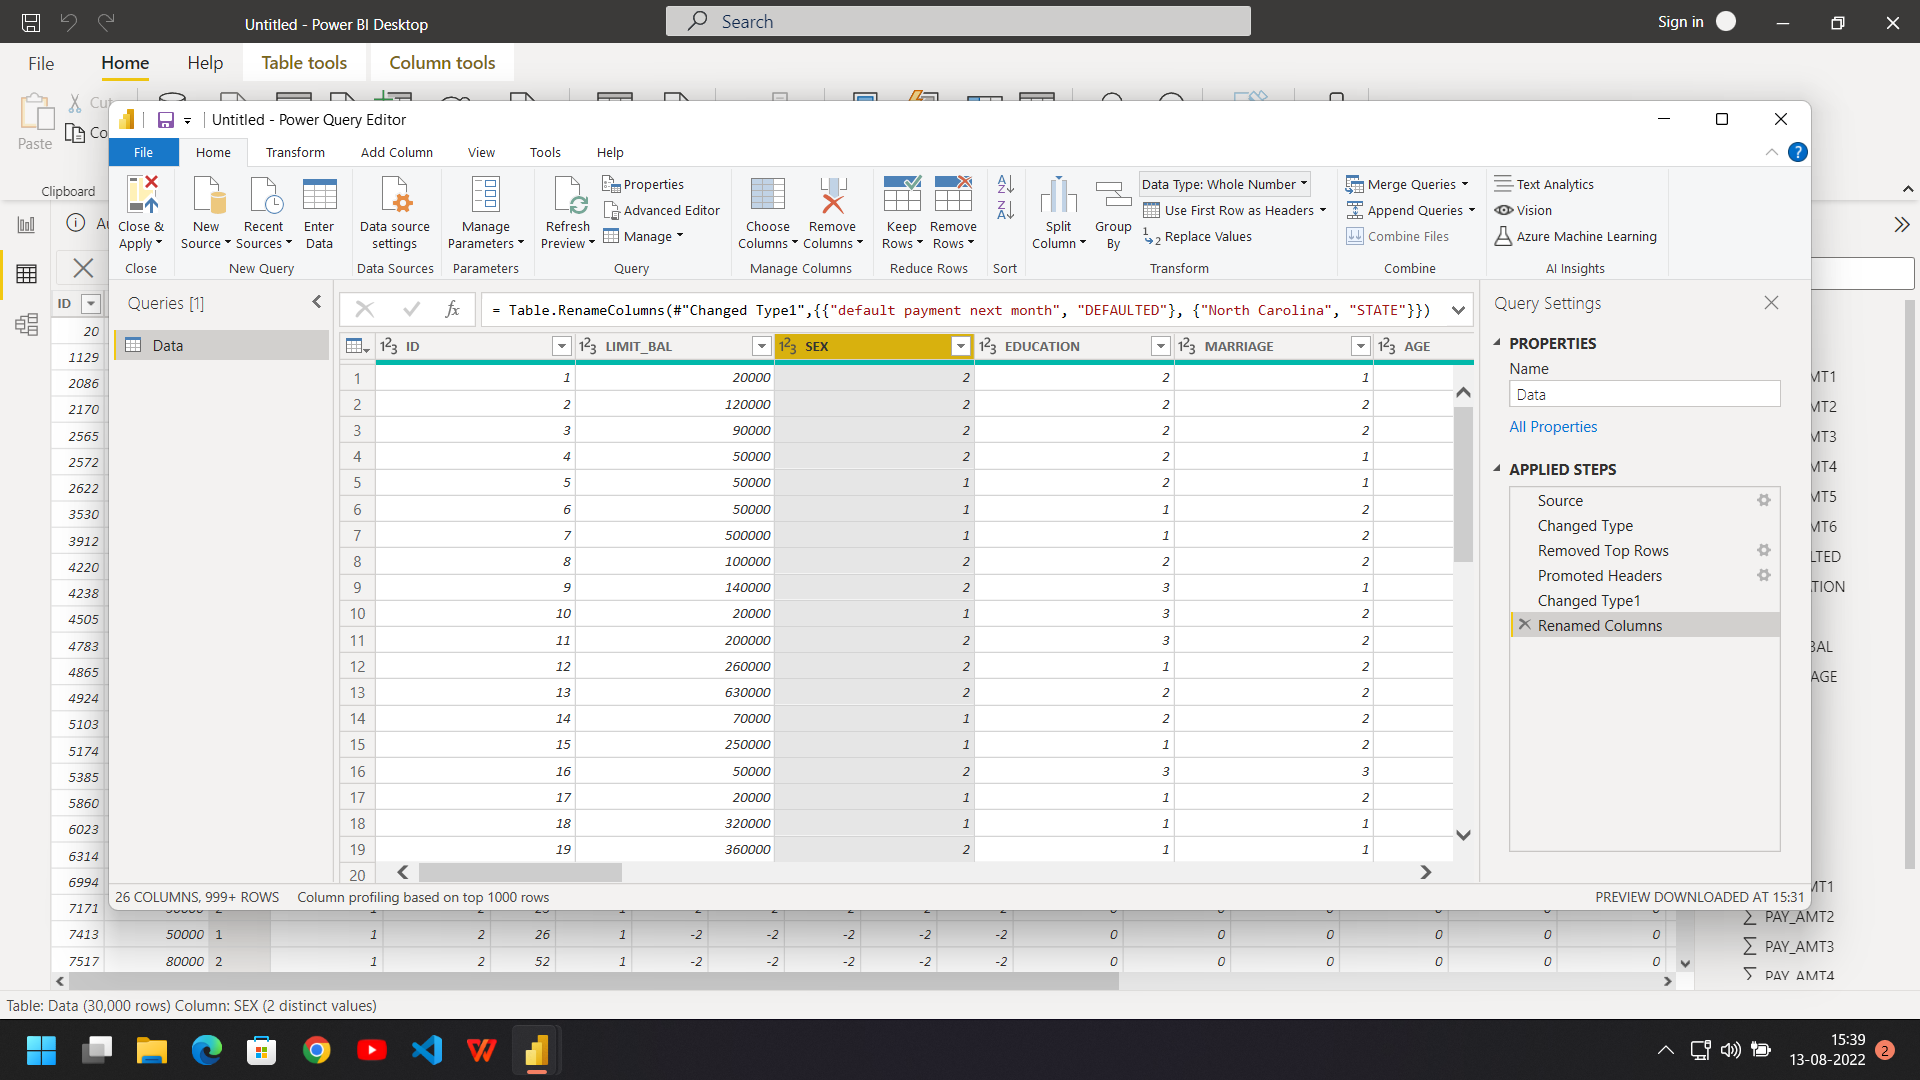 Untitled - Power BI Desktop
Search
Sign in
File Home Help Table tools Column tools
Paste
Cut
Clipboard
Untitled - Power Query Editor
File Home Transform Add Column View Tools Help
Close & Apply
New Source
Recent Sources
Enter Data
Data source settings
Manage Parameters
Refresh Preview
Properties
Advanced Editor
Manage
Choose Columns
Remove Columns
Keep Rows
Remove Rows
Split Column
Group By
Data Type: Whole Number
Use First Row as Headers
Replace Values
Merge Queries
Append Queries
Combine Files
Text Analytics
Vision
Azure Machine Learning
Close
New Query
Data Sources
Parameters
Query
Manage Columns
Reduce Rows
Sort
Transform
Combine
AI Insights
Queries [1]
Data
= Table.RenameColumns(#"Changed Type1",{{"default payment next month", "DEFAULTED"}, {"North Carolina", "STATE"}})
ID LIMIT_BAL SEX EDUCATION MARRIAGE AGE
1 1 20000 2 2 1
2 2 120000 2 2 2
3 3 90000 2 2 2
4 4 50000 2 2 1
5 5 50000 1 2 1
6 6 50000 1 1 2
7 7 500000 1 1 2
8 8 100000 2 2 2
9 9 140000 2 3 1
10 10 20000 1 3 2
11 11 200000 2 3 2
12 12 260000 2 1 2
13 13 630000 2 2 2
14 14 70000 1 2 2
15 15 250000 1 1 2
16 16 50000 2 3 3
17 17 20000 1 1 2
18 18 320000 1 1 1
19 19 360000 2 1 1
20
Query Settings
PROPERTIES
Name
Data
All Properties
APPLIED STEPS
Source
Changed Type
Removed Top Rows
Promoted Headers
Changed Type1
Renamed Columns
26 COLUMNS, 999+ ROWS
Column profiling based on top 1000 rows
PREVIEW DOWNLOADED AT 15:31
ID
20
1129
2086
2170
2565
2572
2622
3530
3912
4220
4238
4505
4783
4865
4924
5103
5174
5385
5860
6023
6314
6994
7171
7413 50000 1 1 2 26 1 -2 -2 -2 -2 -2 0 0 0 0 0 0
7517 80000 2 1 2 52 1 -2 -2 -2 -2 -2 0 0 0 0 0 0
MT1
MT2
MT3
MT4
MT5
MT6
LTED
TION
BAL
AGE
MT1
PAY_AMT2
PAY_AMT3
PAY_AMT4
Table: Data (30,000 rows) Column: SEX (2 distinct values)
15:39
13-08-2022
2